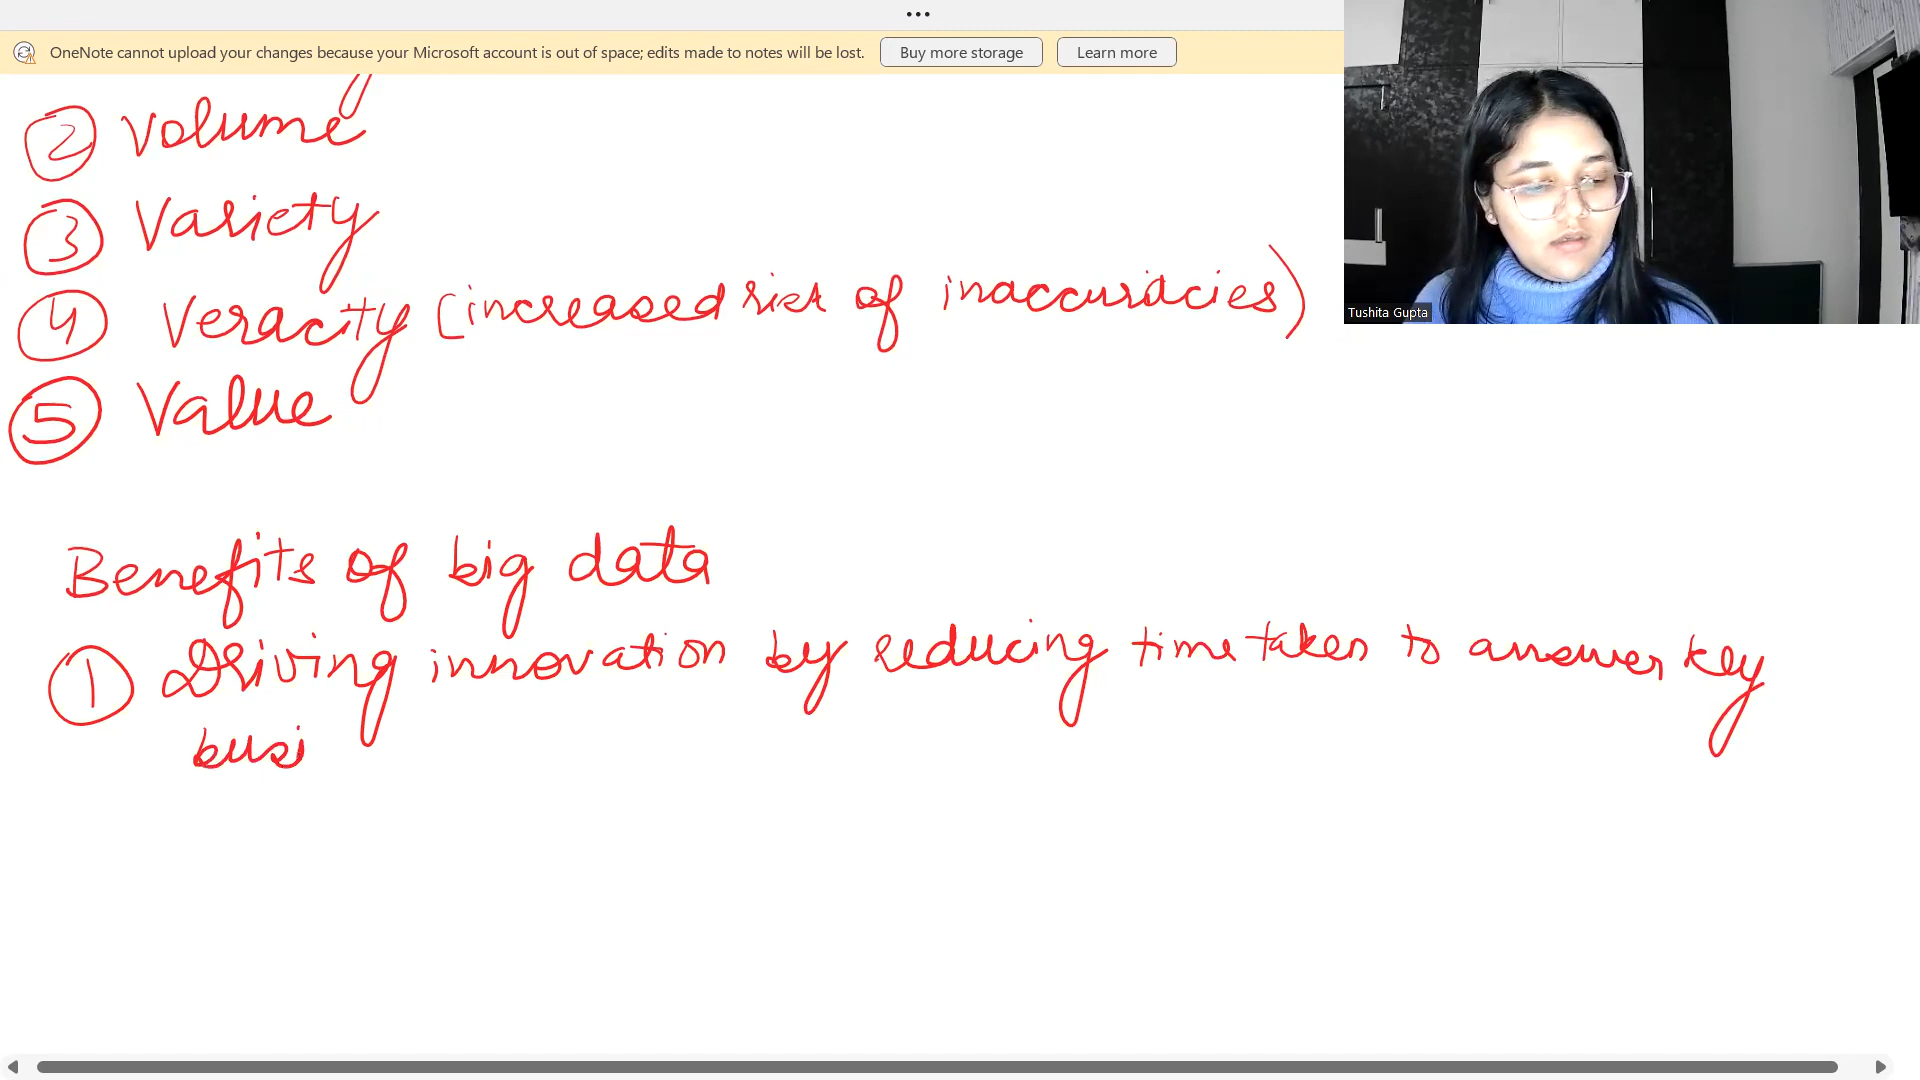 •••
OneNote cannot upload your changes because your Microsoft account is out of space; edits made to notes will be lost. Buy more storage Learn more
2 Volume
3 Variety
4 Veracity (increased risk of inaccuracies)
5 Value
Tushita Gupta
Benefits of big data
1 Driving innovation by reducing time taken to answer key
busi